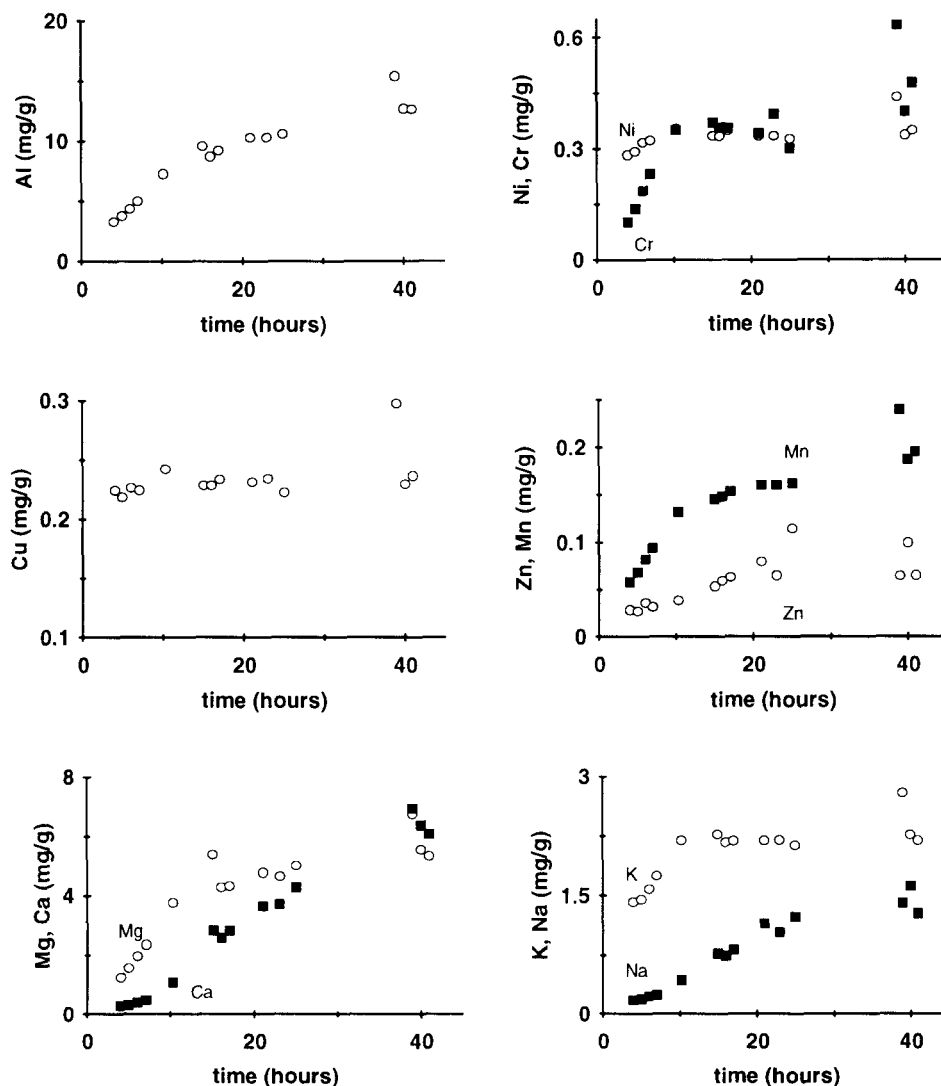 20
10
0
Al (mg/g)
0 20 40
time (hours)
0.6
0.3
0
Ni, Cr (mg/g)
Ni
Cr
0 20 40
time (hours)
0.3
0.2
0.1
Cu (mg/g)
0 20 40
time (hours)
0.2
0.1
0
Zn, Mn (mg/g)
Mn
Zn
0 20 40
time (hours)
8
4
0
Mg, Ca (mg/g)
Mg
Ca
0 20 40
time (hours)
3
1.5
0
K, Na (mg/g)
K
Na
0 20 40
time (hours)